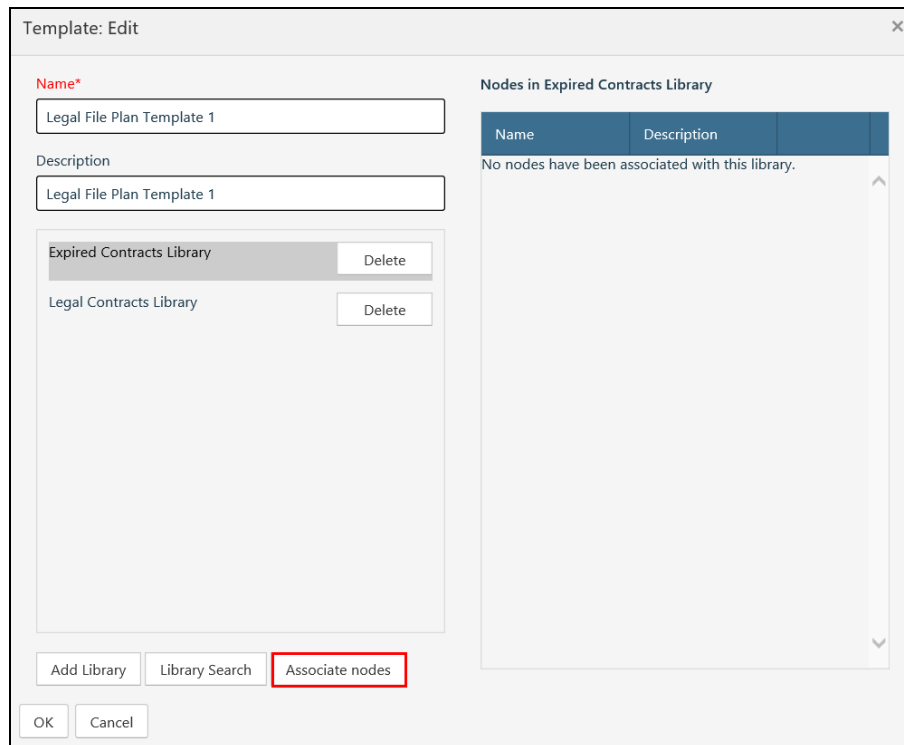 Template: Edit
×
Name*
Legal File Plan Template 1
Description
Legal File Plan Template 1
Expired Contracts Library
Delete
Legal Contracts Library
Delete
Add Library
Library Search
Associate nodes
Nodes in Expired Contracts Library
Name
Description
No nodes have been associated with this library.
OK
Cancel